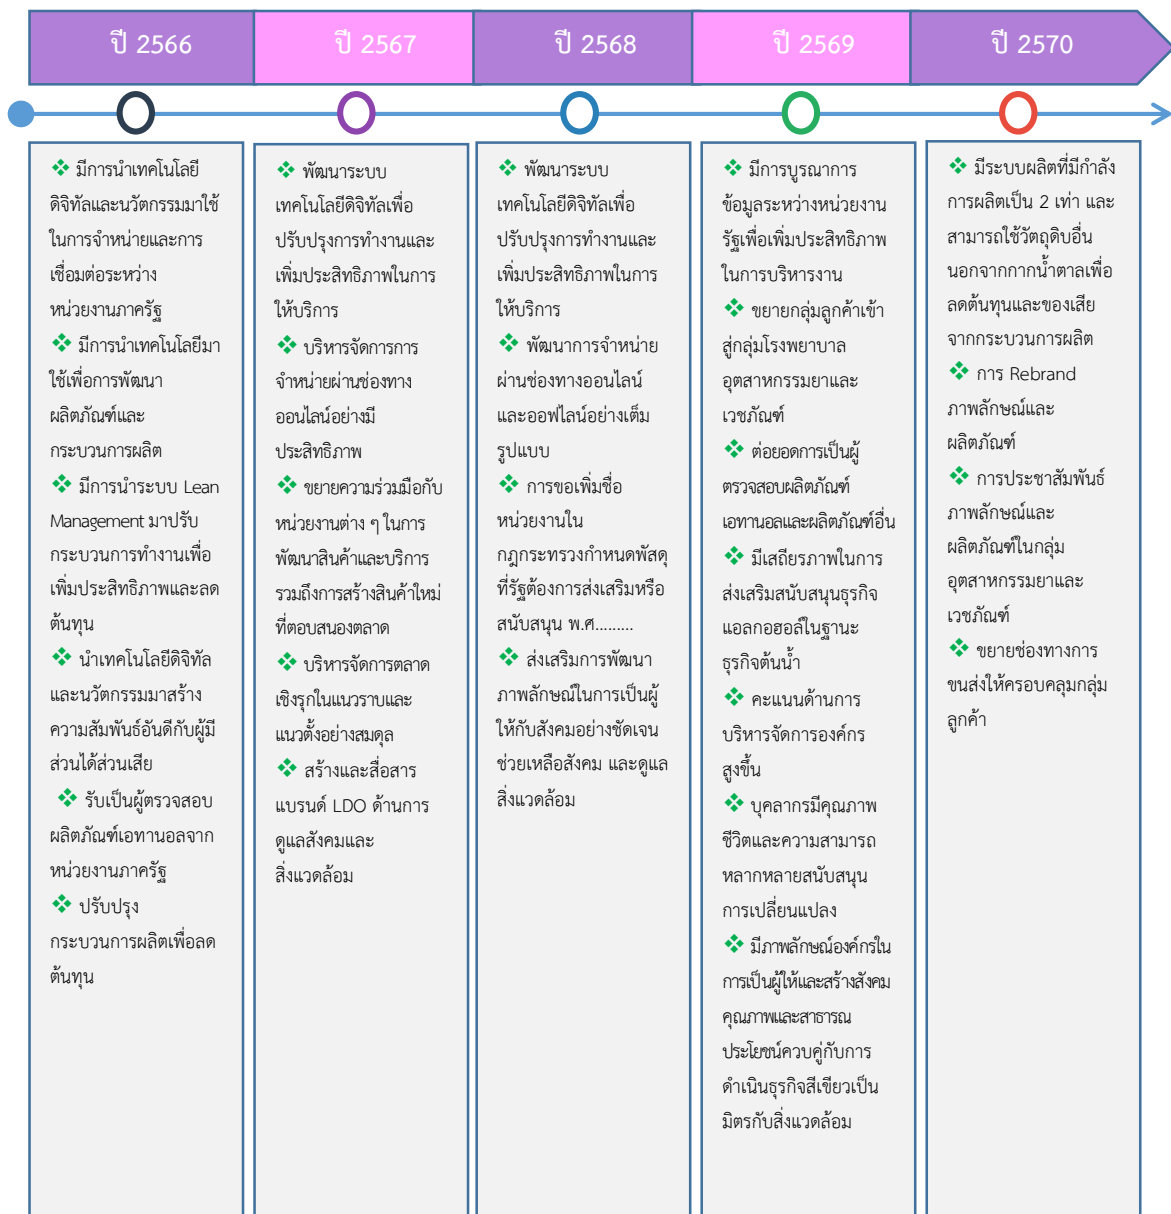 ปี 2566
ปี 2567
ปี 2568
ปี 2569
ปี 2570
❖ มีการนำเทคโนโลยี
ดิจิทัลและนวัตกรรมมาใช้
ในการจำหน่ายและการ
เชื่อมต่อระหว่าง
หน่วยงานภาครัฐ
❖ มีการนำเทคโนโลยีมา
ใช้เพื่อการพัฒนา
ผลิตภัณฑ์และ
กระบวนการผลิต
❖ มีการนำระบบ Lean
Management มาปรับ
กระบวนการทำงานเพื่อ
เพิ่มประสิทธิภาพและลด
ต้นทุน
❖ นำเทคโนโลยีดิจิทัล
และนวัตกรรมมาสร้าง
ความสัมพันธ์อันดีกับผู้มี
ส่วนได้ส่วนเสีย
❖ รับเป็นผู้ตรวจสอบ
ผลิตภัณฑ์เอทานอลจาก
หน่วยงานภาครัฐ
❖ ปรับปรุง
กระบวนการผลิตเพื่อลด
ต้นทุน
❖ พัฒนาระบบ
เทคโนโลยีดิจิทัลเพื่อ
ปรับปรุงการทำงานและ
เพิ่มประสิทธิภาพในการ
ให้บริการ
❖ บริหารจัดการการ
จำหน่ายผ่านช่องทาง
ออนไลน์อย่างมี
ประสิทธิภาพ
❖ ขยายความร่วมมือกับ
หน่วยงานต่าง ๆ ในการ
พัฒนาสินค้าและบริการ
รวมถึงการสร้างสินค้าใหม่
ที่ตอบสนองตลาด
❖ บริหารจัดการตลาด
เชิงรุกในแนวราบและ
แนวตั้งอย่างสมดุล
❖ สร้างและสื่อสาร
แบรนด์ LDO ด้านการ
ดูแลสังคมและ
สิ่งแวดล้อม
❖ พัฒนาระบบ
เทคโนโลยีดิจิทัลเพื่อ
ปรับปรุงการทำงานและ
เพิ่มประสิทธิภาพในการ
ให้บริการ
❖ พัฒนาการจำหน่าย
ผ่านช่องทางออนไลน์
และออฟไลน์อย่างเต็ม
รูปแบบ
❖ การขอเพิ่มชื่อ
หน่วยงานใน
กฎกระทรวงกำหนดพัสดุ
ที่รัฐต้องการส่งเสริมหรือ
สนับสนุน พ.ศ.........
❖ ส่งเสริมการพัฒนา
ภาพลักษณ์ในการเป็นผู้
ให้กับสังคมอย่างชัดเจน
ช่วยเหลือสังคม และดูแล
สิ่งแวดล้อม
❖ มีการบูรณาการ
ข้อมูลระหว่างหน่วยงาน
รัฐเพื่อเพิ่มประสิทธิภาพ
ในการบริหารงาน
❖ ขยายกลุ่มลูกค้าเข้า
สู่กลุ่มโรงพยาบาล
อุตสาหกรรมยาและ
เวชภัณฑ์
❖ ต่อยอดการเป็นผู้
ตรวจสอบผลิตภัณฑ์
เอทานอลและผลิตภัณฑ์อื่น
❖ มีเสถียรภาพในการ
ส่งเสริมสนับสนุนธุรกิจ
แอลกอฮอล์ในฐานะ
ธุรกิจต้นน้ำ
❖ คะแนนด้านการ
บริหารจัดการองค์กร
สูงขึ้น
❖ บุคลากรมีคุณภาพ
ชีวิตและความสามารถ
หลากหลายสนับสนุน
การเปลี่ยนแปลง
❖ มีภาพลักษณ์องค์กรใน
การเป็นผู้ให้และสร้างสังคม
คุณภาพและสาธารณ
ประโยชน์ควบคู่กับการ
ดำเนินธุรกิจสีเขียวเป็น
มิตรกับสิ่งแวดล้อม
❖ มีระบบผลิตที่มีกำลัง
การผลิตเป็น 2 เท่า และ
สามารถใช้วัตถุดิบอื่น
นอกจากกากน้ำตาลเพื่อ
ลดต้นทุนและของเสีย
จากกระบวนการผลิต
❖ การ Rebrand
ภาพลักษณ์และ
ผลิตภัณฑ์
❖ การประชาสัมพันธ์
ภาพลักษณ์และ
ผลิตภัณฑ์ในกลุ่ม
อุตสาหกรรมยาและ
เวชภัณฑ์
❖ ขยายช่องทางการ
ขนส่งให้ครอบคลุมกลุ่ม
ลูกค้า